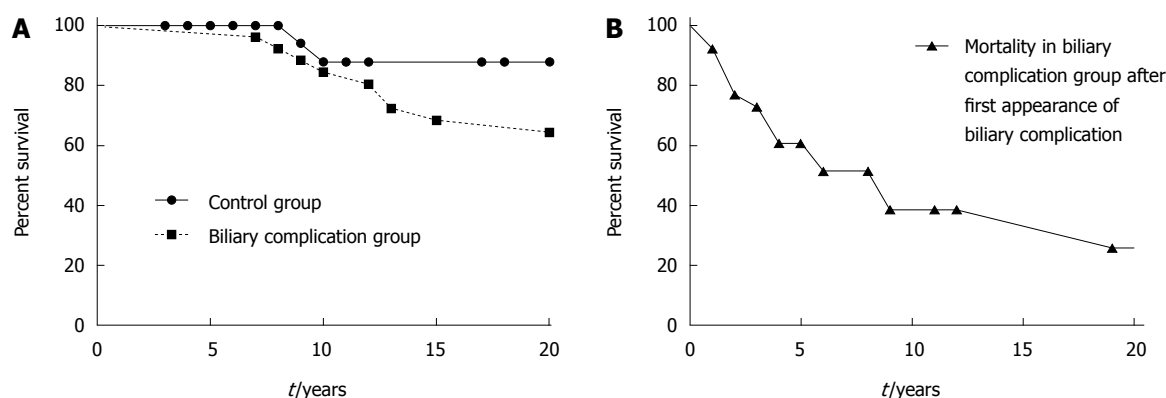 A
100
80
60
40
20
0
Percent survival
Control group
Biliary complication group
0 5 10 15 20
t/years
B
100
80
60
40
20
0
Percent survival
Mortality in biliary
complication group after
first appearance of
biliary complication
0 5 10 15 20
t/years